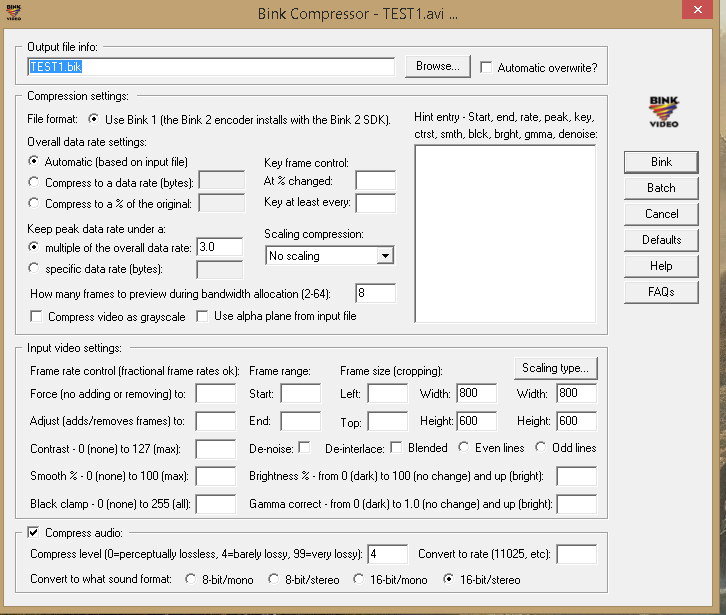 BINK
VIDEO
Bink Compressor - TEST1.avi ...
x
Output file info:
TEST1.bik
Browse...
Automatic overwrite?
Compression settings:
File format:
Use Bink 1 (the Bink 2 encoder installs with the Bink 2 SDK).
Hint entry - Start, end, rate, peak, key,
ctrst, smth, blck, brght, gmma, denoise:
Overall data rate settings:
Automatic (based on input file)
Compress to a data rate (bytes):
Compress to a % of the original:
Key frame control:
At % changed:
Key at least every:
Keep peak data rate under a:
multiple of the overall data rate: 3.0
specific data rate (bytes):
Scaling compression:
No scaling
How many frames to preview during bandwidth allocation (2-64): 8
Compress video as grayscale
Use alpha plane from input file
BINK
VIDEO
Bink
Batch
Cancel
Defaults
Help
FAQs
Input video settings:
Frame rate control (fractional frame rates ok):
Frame range:
Frame size (cropping):
Scaling type...
Force (no adding or removing) to:
Start:
Left:
Width: 800
Width: 800
Adjust (adds/removes frames) to:
End:
Top:
Height: 600
Height: 600
Contrast - 0 (none) to 127 (max):
De-noise:
De-interlace:
Blended
Even lines
Odd lines
Smooth % - 0 (none) to 100 (max):
Brightness % - from 0 (dark) to 100 (no change) and up (bright):
Black clamp - 0 (none) to 255 (all):
Gamma correct - from 0 (dark) to 1.0 (no change) and up (bright):
Compress audio:
Compress level (0=perceptually lossless, 4=barely lossy, 99=very lossy): 4
Convert to rate (11025, etc):
Convert to what sound format:
8-bit/mono
8-bit/stereo
16-bit/mono
16-bit/stereo